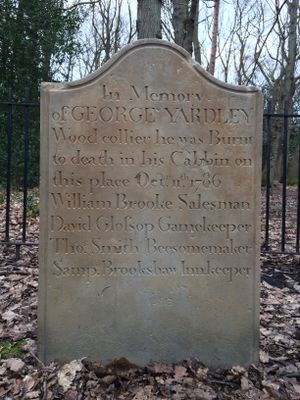 In Memory
of GEORGE YARDLEY
Wood collier he was Burnt
to death in his Cabbin on
this place Octr. 11th 1786
William Brooke Salesman
David Gloſsop Gamekeeper
Thos. Smith Beesomemaker
Samp. Brookshaw Innkeeper